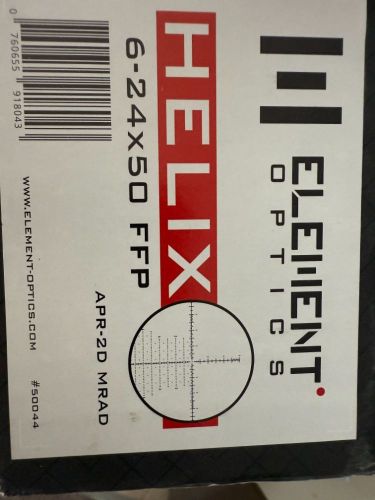 ELEMENT
OPTICS
HELIX
6-24x50 FFP
APR-2D MRAD
0 760655 918043
WWW.ELEMENT-OPTICS.COM
#50044